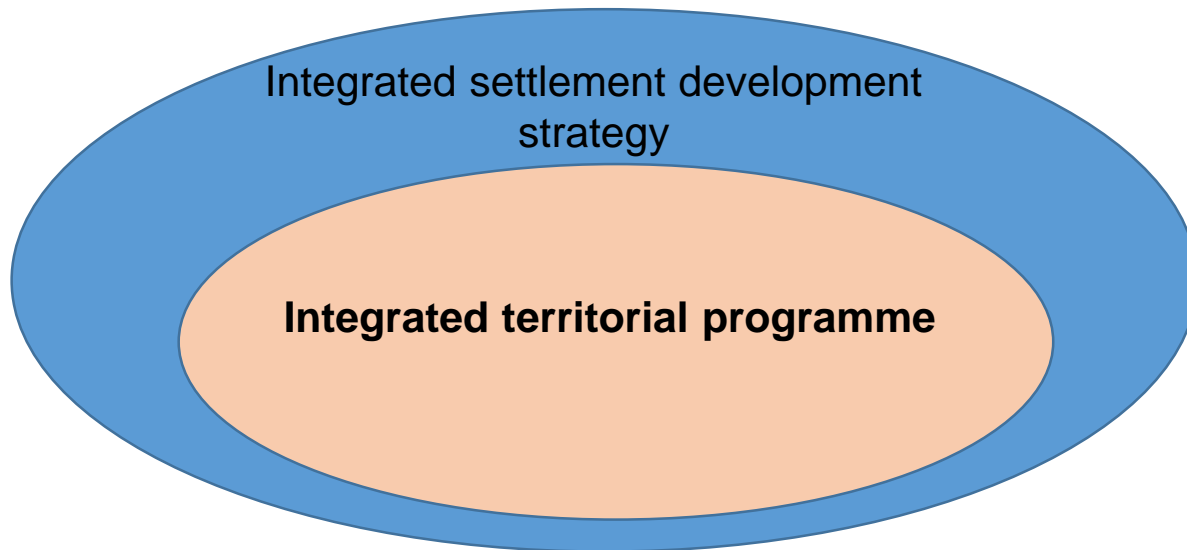 Integrated settlement development
strategy
Integrated territorial programme